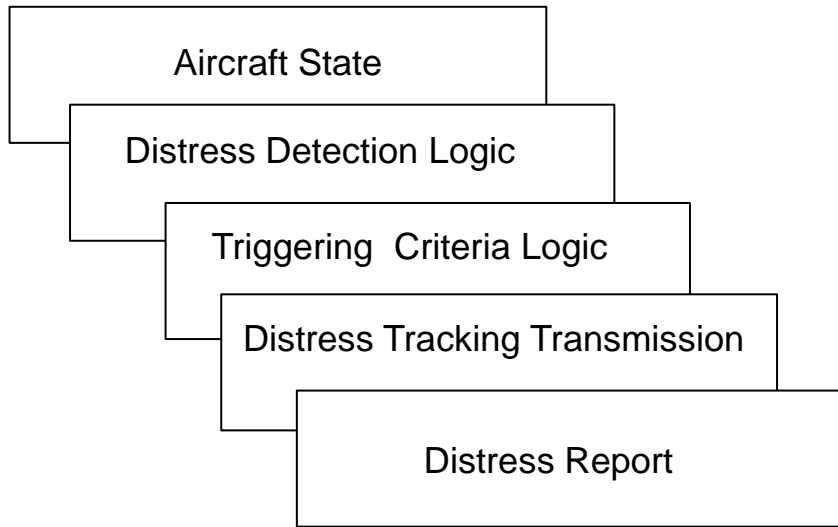 Aircraft State
Distress Detection Logic
Triggering  Criteria Logic
Distress Tracking Transmission
Distress Report